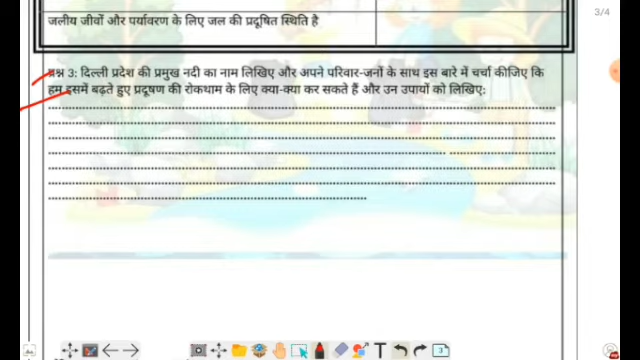 जलीय जीवों और पर्यावरण के लिए जल की प्रदूषित स्थिति है
3/4
प्रश्न 3: दिल्ली प्रदेश की प्रमुख नदी का नाम लिखिए और अपने परिवार-जनों के साथ इस बारे में चर्चा कीजिए कि
हम इसमें बढ़ते हुए प्रदूषण की रोकथाम के लिए क्या-क्या कर सकते हैं और उन उपायों को लिखिए:
T
3